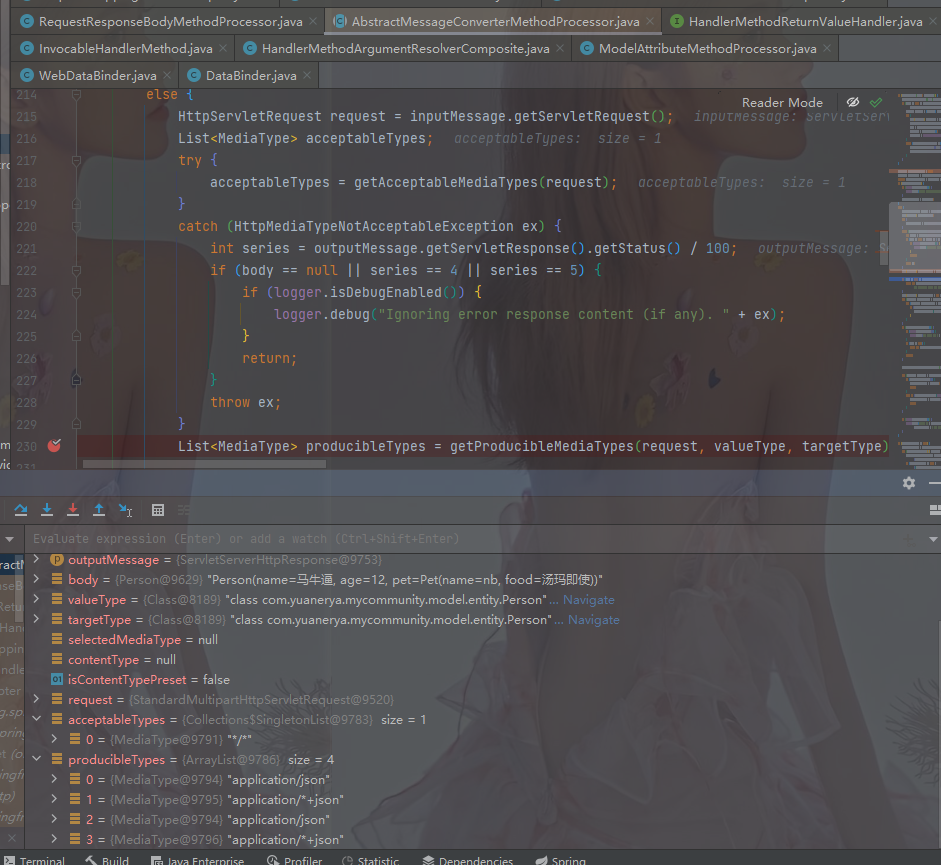 RequestResponseBodyMethodProcessor.java
AbstractMessageConverterMethodProcessor.java
HandlerMethodReturnValueHandler.java
InvocableHandlerMethod.java
HandlerMethodArgumentResolverComposite.java
ModelAttributeMethodProcessor.java
WebDataBinder.java
DataBinder.java
Reader Mode
214 else {
215 HttpServletRequest request = inputMessage.getServletRequest(); inputMessage: ServletServ
216 List<MediaType> acceptableTypes; acceptableTypes: size = 1
217 try {
218 acceptableTypes = getAcceptableMediaTypes(request); acceptableTypes: size = 1
219 }
220 catch (HttpMediaTypeNotAcceptableException ex) {
221 int series = outputMessage.getServletResponse().getStatus() / 100; outputMessage:
222 if (body == null || series == 4 || series == 5) {
223 if (logger.isDebugEnabled()) {
224 logger.debug("Ignoring error response content (if any). " + ex);
225 }
226 return;
227 }
228 throw ex;
229 }
230 List<MediaType> producibleTypes = getProducibleMediaTypes(request, valueType, targetType)
231
Evaluate expression (Enter) or add a watch (Ctrl+Shift+Enter)
outputMessage = {ServletServerHttpResponse@9753}
body = {Person@9629} "Person(name=马牛逼, age=12, pet=Pet(name=nb, food=汤玛即使))"
valueType = {Class@8189} "class com.yuanerya.mycommunity.model.entity.Person" ... Navigate
targetType = {Class@8189} "class com.yuanerya.mycommunity.model.entity.Person" ... Navigate
selectedMediaType = null
contentType = null
isContentTypePreset = false
request = {StandardMultipartHttpServletRequest@9520}
acceptableTypes = {Collections$SingletonList@9783} size = 1
0 = {MediaType@9791} "*/*"
producibleTypes = {ArrayList@9786} size = 4
0 = {MediaType@9794} "application/json"
1 = {MediaType@9795} "application/*+json"
2 = {MediaType@9794} "application/json"
3 = {MediaType@9796} "application/*+json"
Terminal Build Java Enterprise Profiler Statistic Dependencies Spring